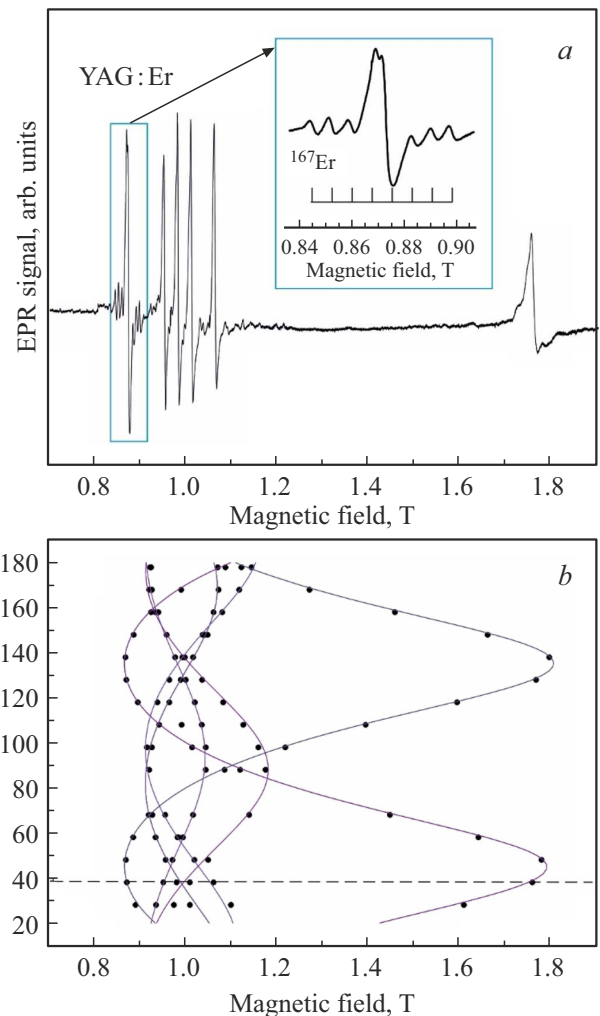 a
YAG : Er
EPR signal, arb. units
167Er
0.84 0.86 0.88 0.90
Magnetic field, T
0.8 1.0 1.2 1.4 1.6 1.8
Magnetic field, T
b
180
160
140
120
100
80
60
40
20
0.8 1.0 1.2 1.4 1.6 1.8
Magnetic field, T